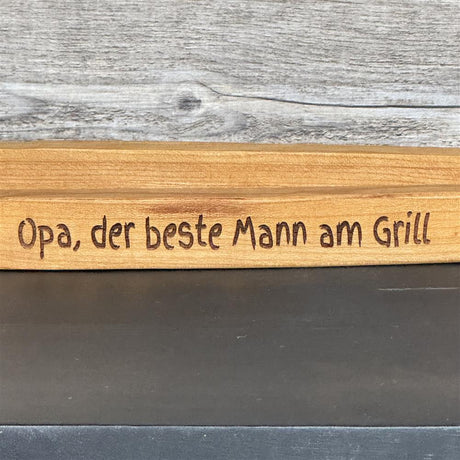 Opa, der beste Mann am Grill